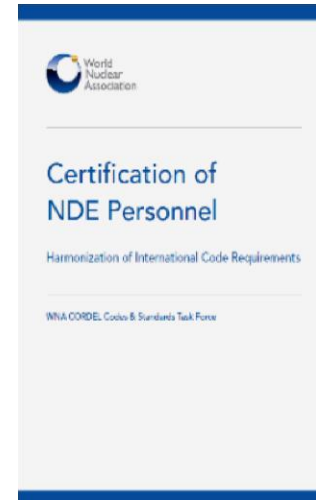 World
Nuclear
Association
Certification of
NDE Personnel
Harmonization of International Code Requirements
WNA CORDEL Codes & Standards Task Force